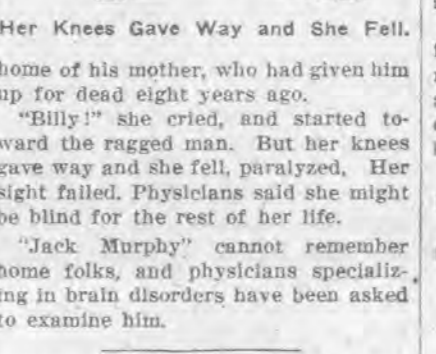 Her Knees Gave Way and She Fell.
home of his mother, who had given him
up for dead eight years ago.
"Billy!" she cried, and started to-
ward the ragged man. But her knees
gave way and she fell, paralyzed. Her
sight failed. Physicians said she might
be blind for the rest of her life.
"Jack Murphy" cannot remember
home folks, and physicians specializ-
ing in brain disorders have been asked
to examine him.